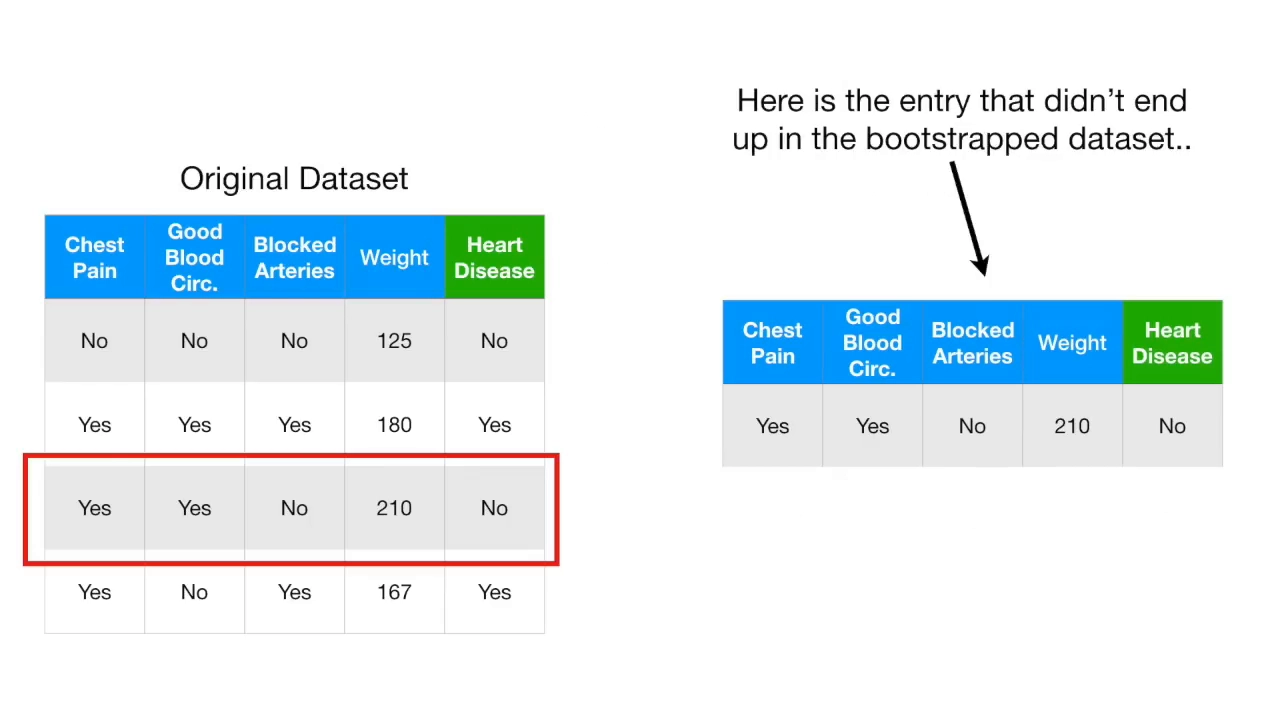 Here is the entry that didn’t end
up in the bootstrapped dataset..
Original Dataset
Chest Pain Good Blood Circ. Blocked Arteries Weight Heart Disease
No No No 125 No
Yes Yes Yes 180 Yes
Yes Yes No 210 No
Yes No Yes 167 Yes
Chest Pain Good Blood Circ. Blocked Arteries Weight Heart Disease
Yes Yes No 210 No